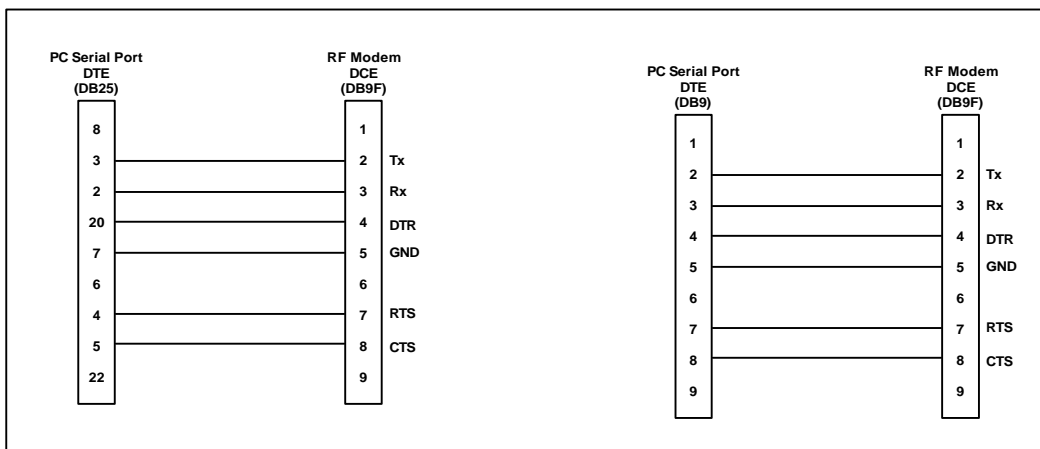 PC Serial Port
DTE
(DB25)
RF Modem
DCE
(DB9F)
8
1
3
2
Tx
2
3
Rx
20
4
DTR
7
5
GND
6
6
4
7
RTS
5
8
CTS
22
9
PC Serial Port
DTE
(DB9)
RF Modem
DCE
(DB9F)
1
1
2
2
Tx
3
3
Rx
4
4
DTR
5
5
GND
6
6
7
7
RTS
8
8
CTS
9
9